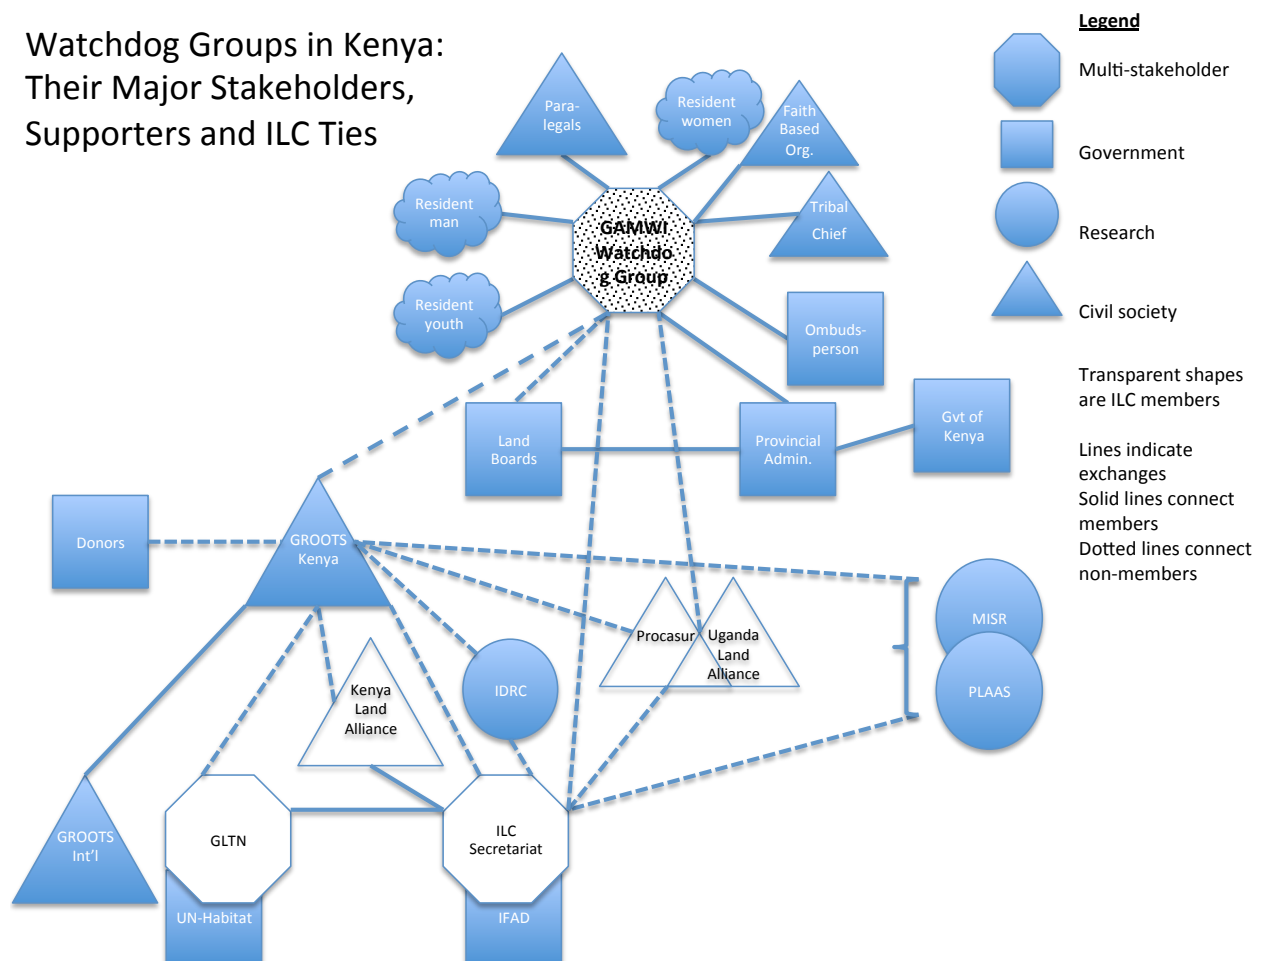 Watchdog Groups in Kenya:
Their Major Stakeholders,
Supporters and ILC Ties
Legend
Multi-stakeholder
Government
Research
Civil society
Transparent shapes
are ILC members
Lines indicate
exchanges
Solid lines connect
members
Dotted lines connect
non-members
Para-
legals
Resident
women
Faith
Based
Org.
Resident
man
Tribal
Chief
GAMWI
Watchdo
g Group
Resident
youth
Ombuds-
person
Land
Boards
Provincial
Admin.
Gvt of
Kenya
Donors
GROOTS
Kenya
Procasur
Uganda
Land
Alliance
MISR
PLAAS
Kenya
Land
Alliance
IDRC
GROOTS
Int'l
GLTN
ILC
Secretariat
UN-Habitat
IFAD